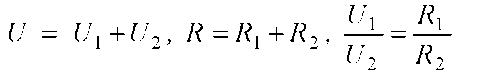 U = U₁ + U₂ , R = R₁ + R₂ , U₁/U₂ = R₁/R₂